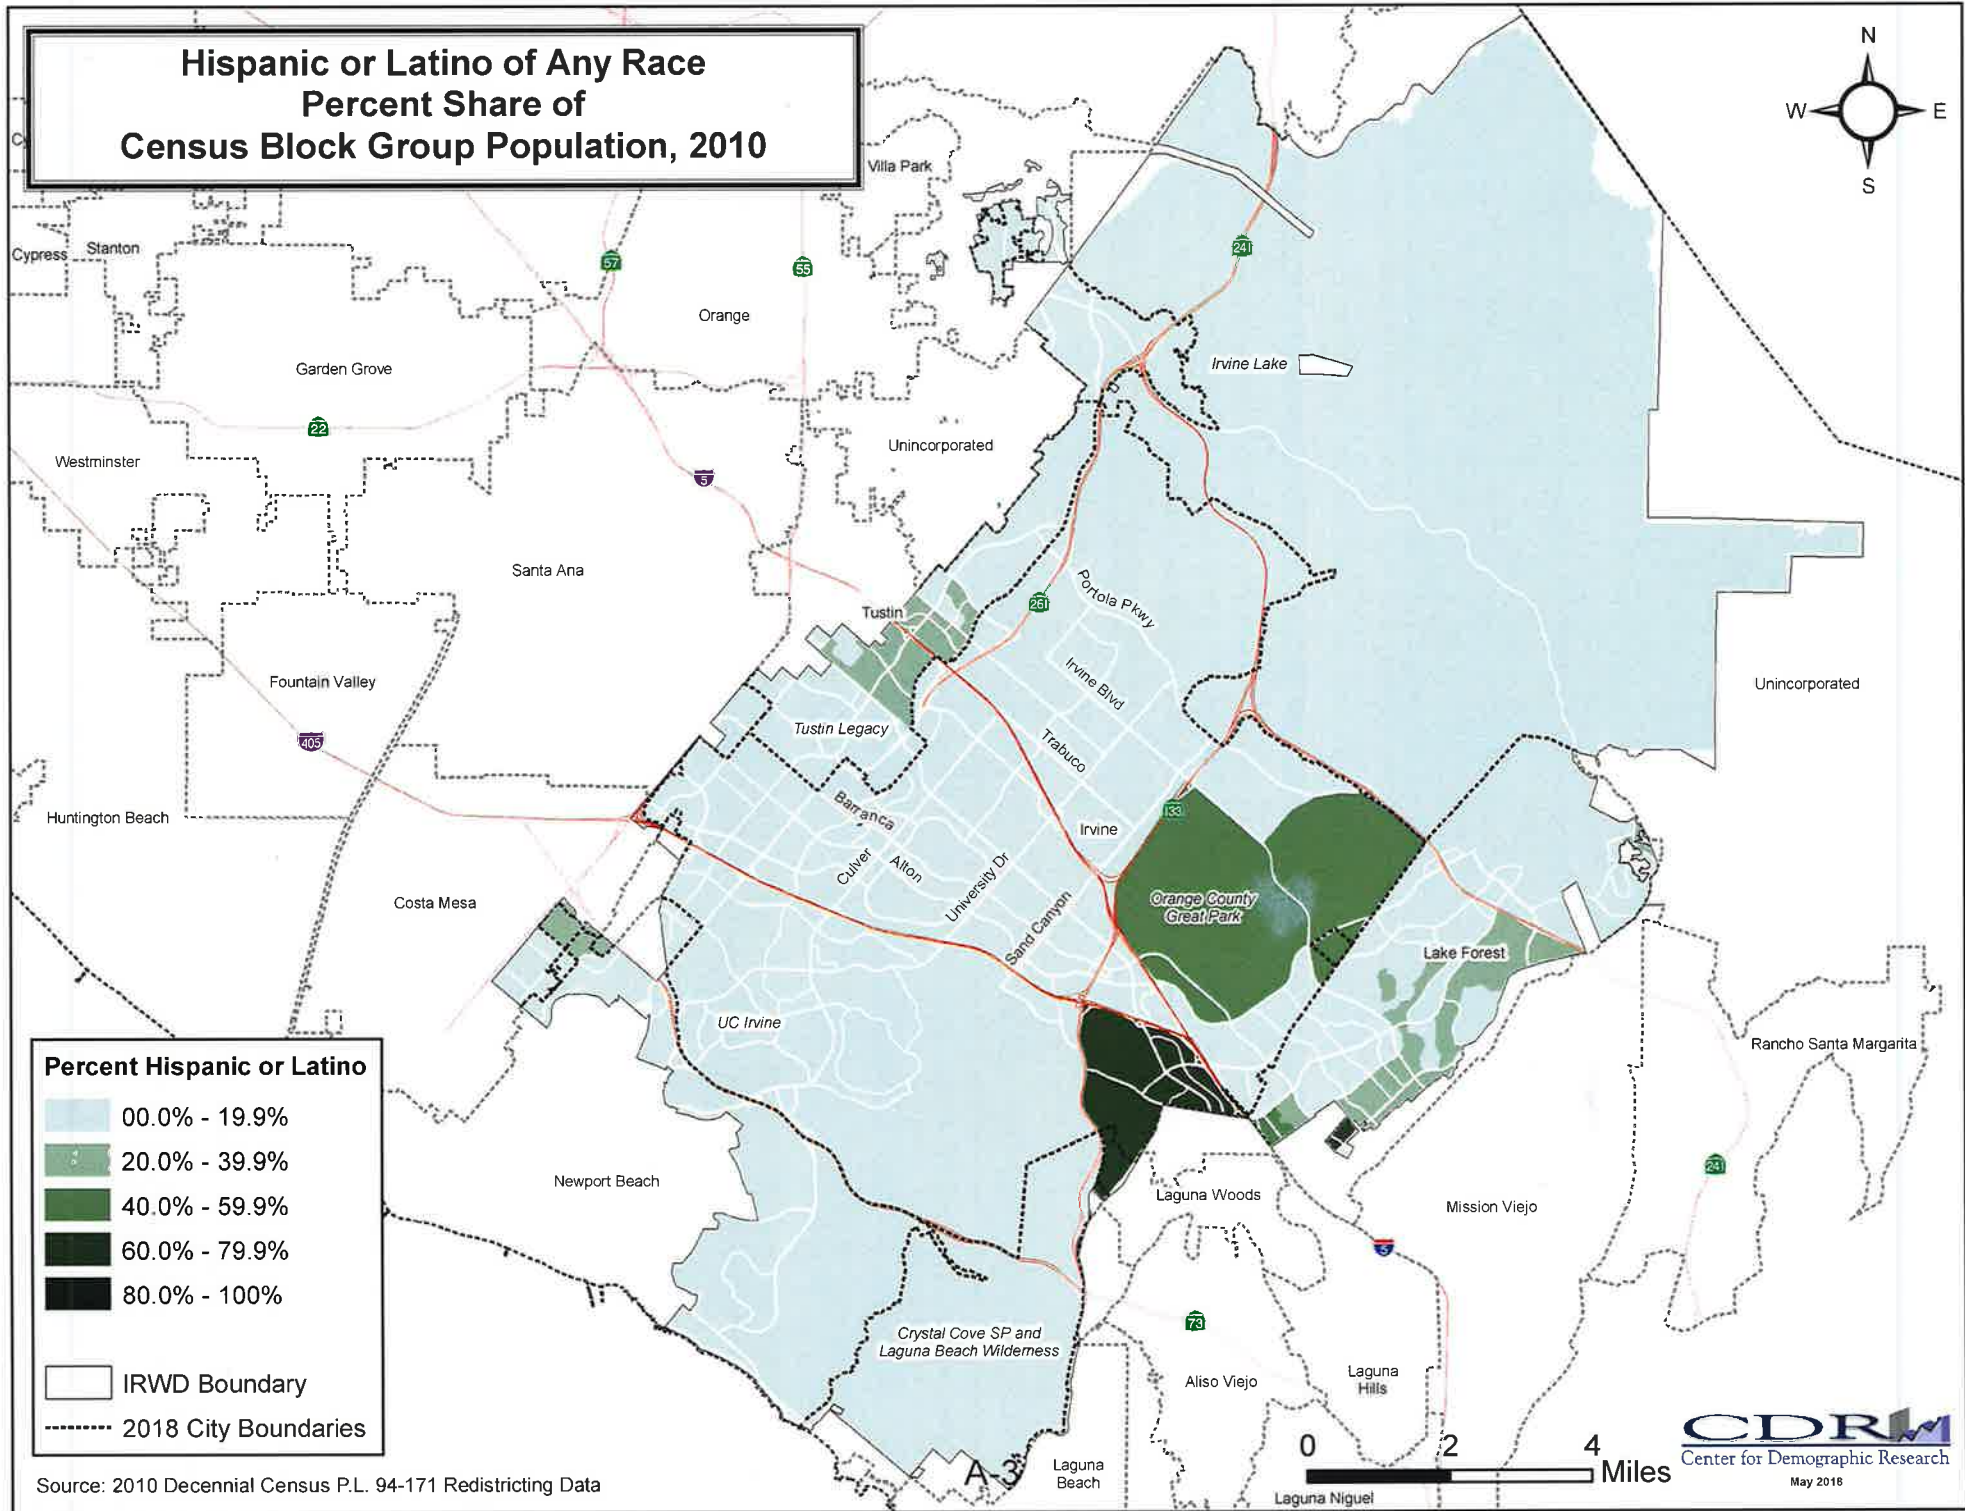 Hispanic or Latino of Any Race
Percent Share of
Census Block Group Population, 2010
N
W
E
S
Villa Park
Cypress
Stanton
57
55
241
Orange
Garden Grove
Irvine Lake
22
Westminster
Unincorporated
5
Santa Ana
Portola Pkwy
261
Tustin
Irvine Blvd
Fountain Valley
Unincorporated
Tustin Legacy
405
Trabuco
Huntington Beach
Barranca
133
Irvine
Culver
Alton
University Dr
Costa Mesa
Orange County
Great Park
Sand Canyon
Lake Forest
UC Irvine
Rancho Santa Margarita
Percent Hispanic or Latino
00.0% - 19.9%
20.0% - 39.9%
40.0% - 59.9%
60.0% - 79.9%
80.0% - 100%
IRWD Boundary
2018 City Boundaries
Newport Beach
Laguna Woods
Mission Viejo
241
5
73
Crystal Cove SP and
Laguna Beach Wilderness
Aliso Viejo
Laguna
Hills
Laguna
Beach
A-3
0 2 4
Miles
Laguna Niguel
CDR
Center for Demographic Research
May 2018
Source: 2010 Decennial Census P.L. 94-171 Redistricting Data